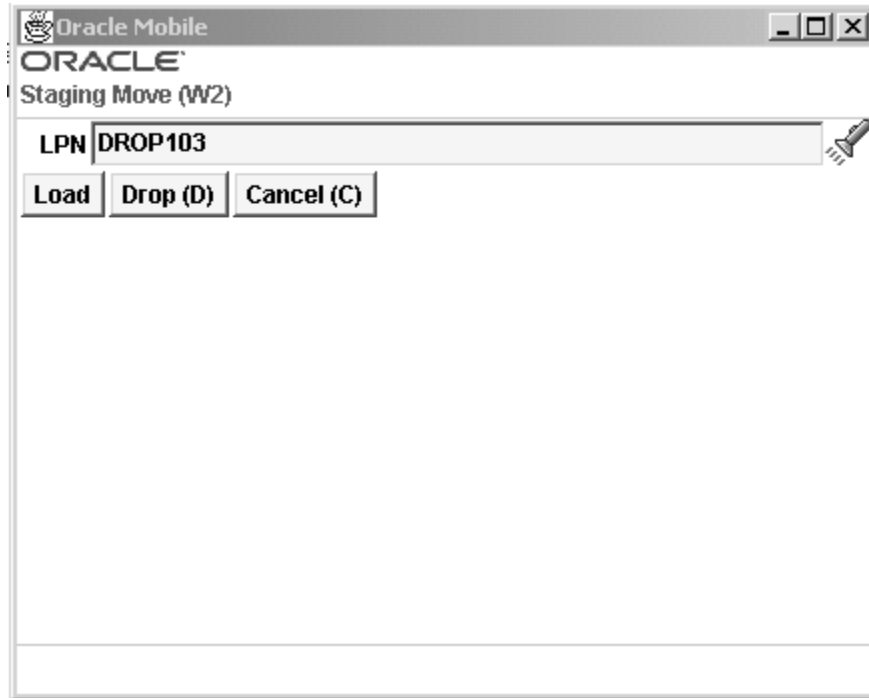 Oracle Mobile
ORACLE
Staging Move (W2)
LPN DROP103
Load Drop (D) Cancel (C)